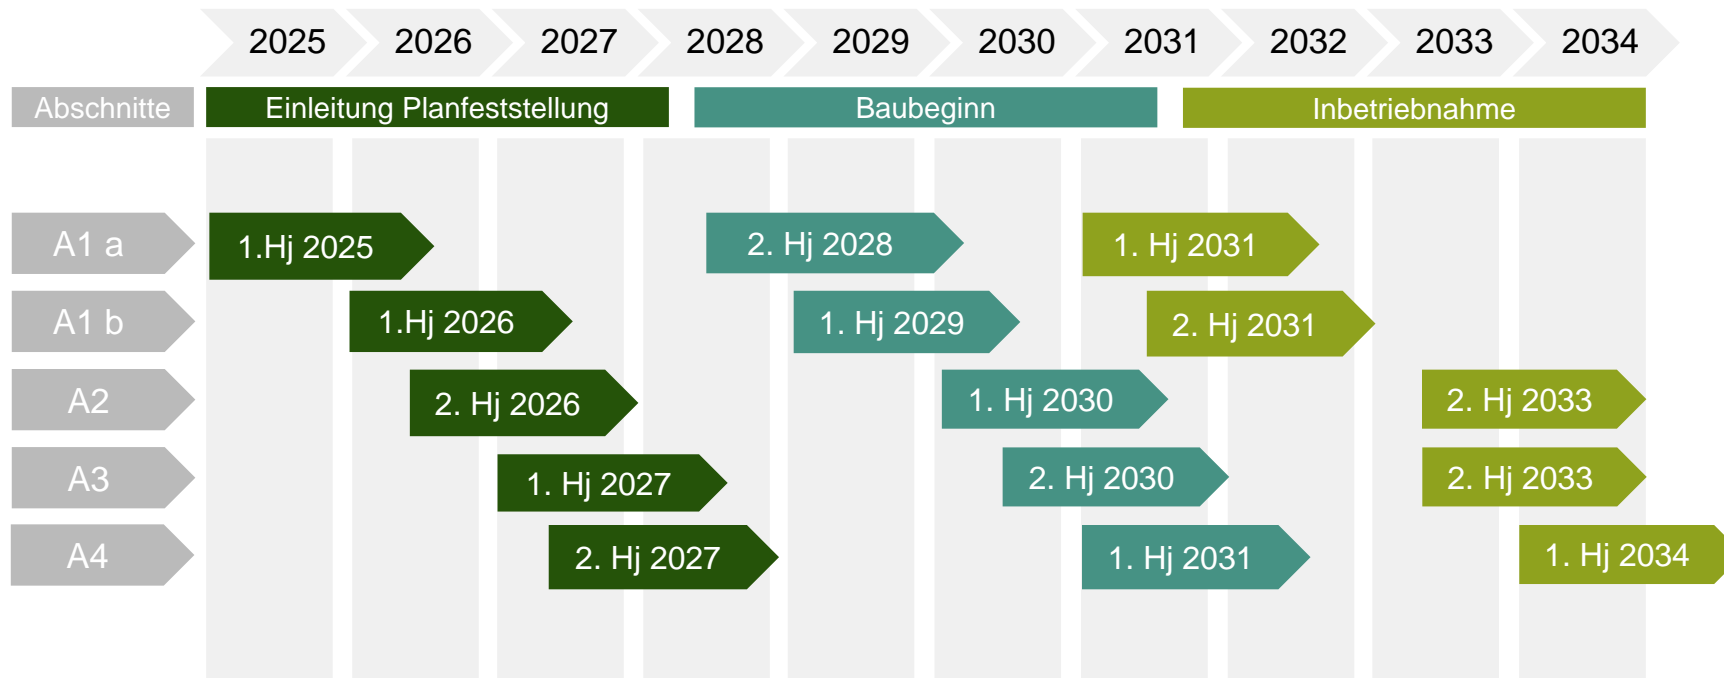 2025 2026 2027 2028 2029 2030 2031 2032 2033 2034
Abschnitte Einleitung Planfeststellung Baubeginn Inbetriebnahme
A1 a 1.Hj 2025 2. Hj 2028 1. Hj 2031
A1 b 1.Hj 2026 1. Hj 2029 2. Hj 2031
A2 2. Hj 2026 1. Hj 2030 2. Hj 2033
A3 1. Hj 2027 2. Hj 2030 2. Hj 2033
A4 2. Hj 2027 1. Hj 2031 1. Hj 2034